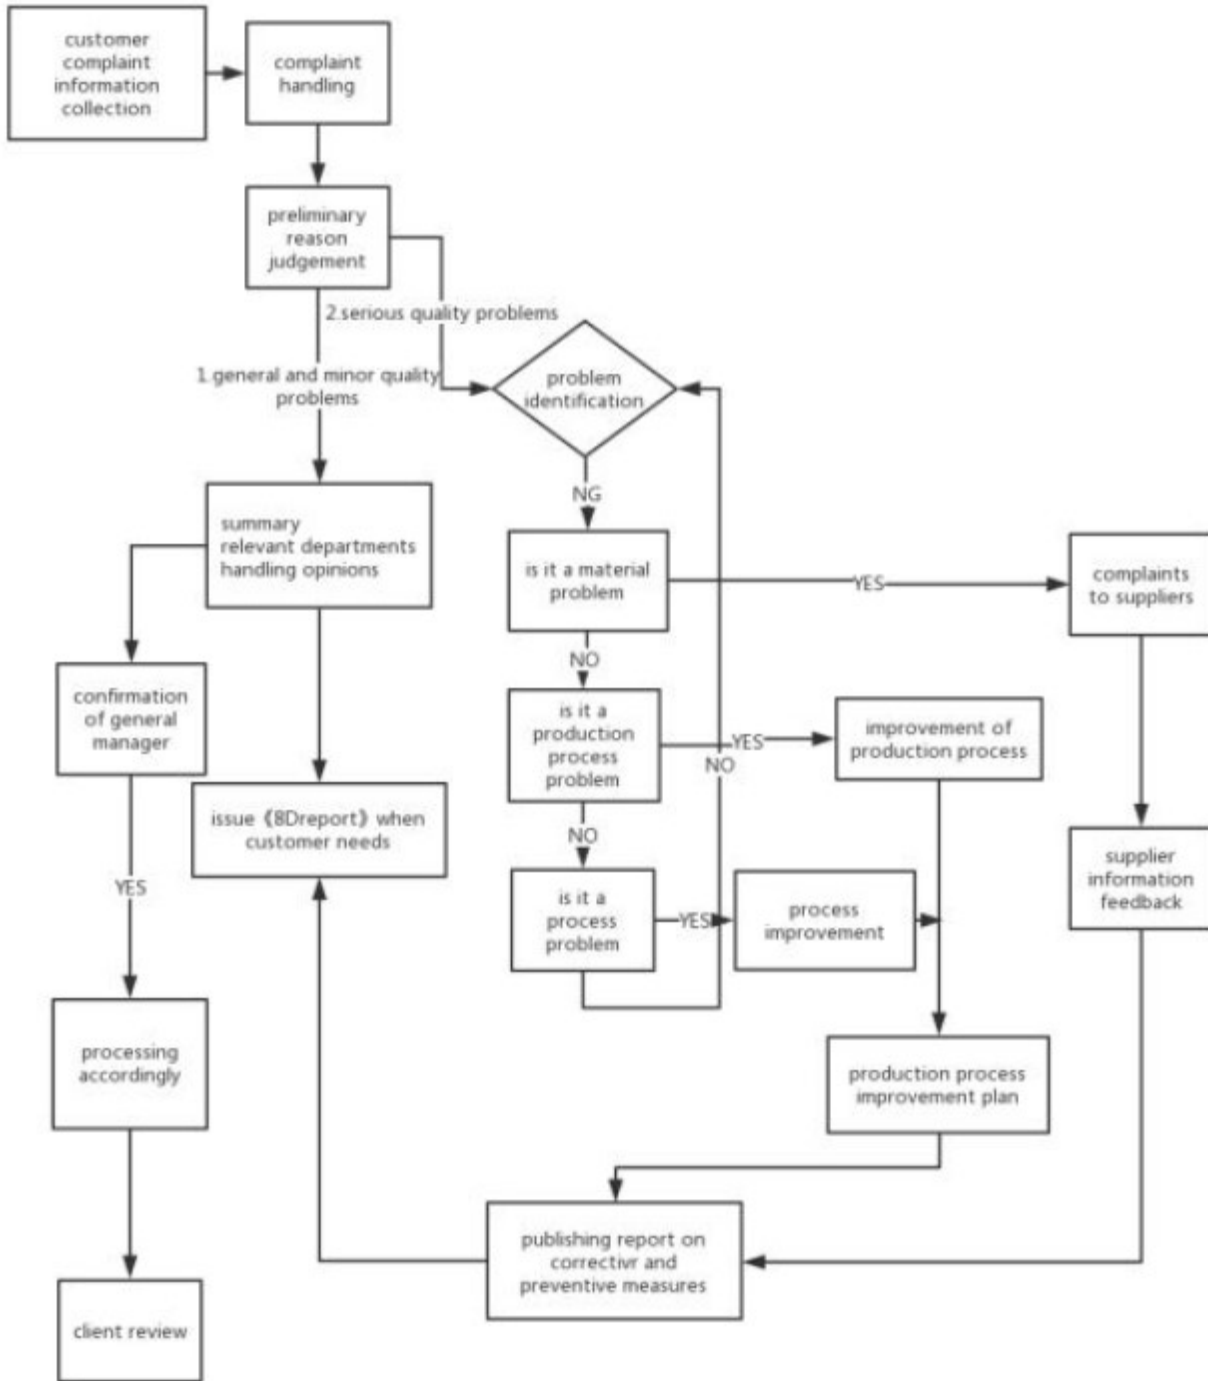 customer
complaint
information
collection
complaint
handling
preliminary
reason
judgement
2.serious quality problems
1.general and minor quality
problems
problem
identification
NG
summary
relevant departments
handling opinions
is it a material
problem
YES
complaints
to suppliers
NO
confirmation
of general
manager
is it a
production
process
problem
YES
improvement of
production process
NO
issue《8Dreport》when
customer needs
NO
supplier
information
feedback
YES
is it a
process
problem
YES
process
improvement
processing
accordingly
production process
improvement plan
publishing report on
correctivr and
preventive measures
client review